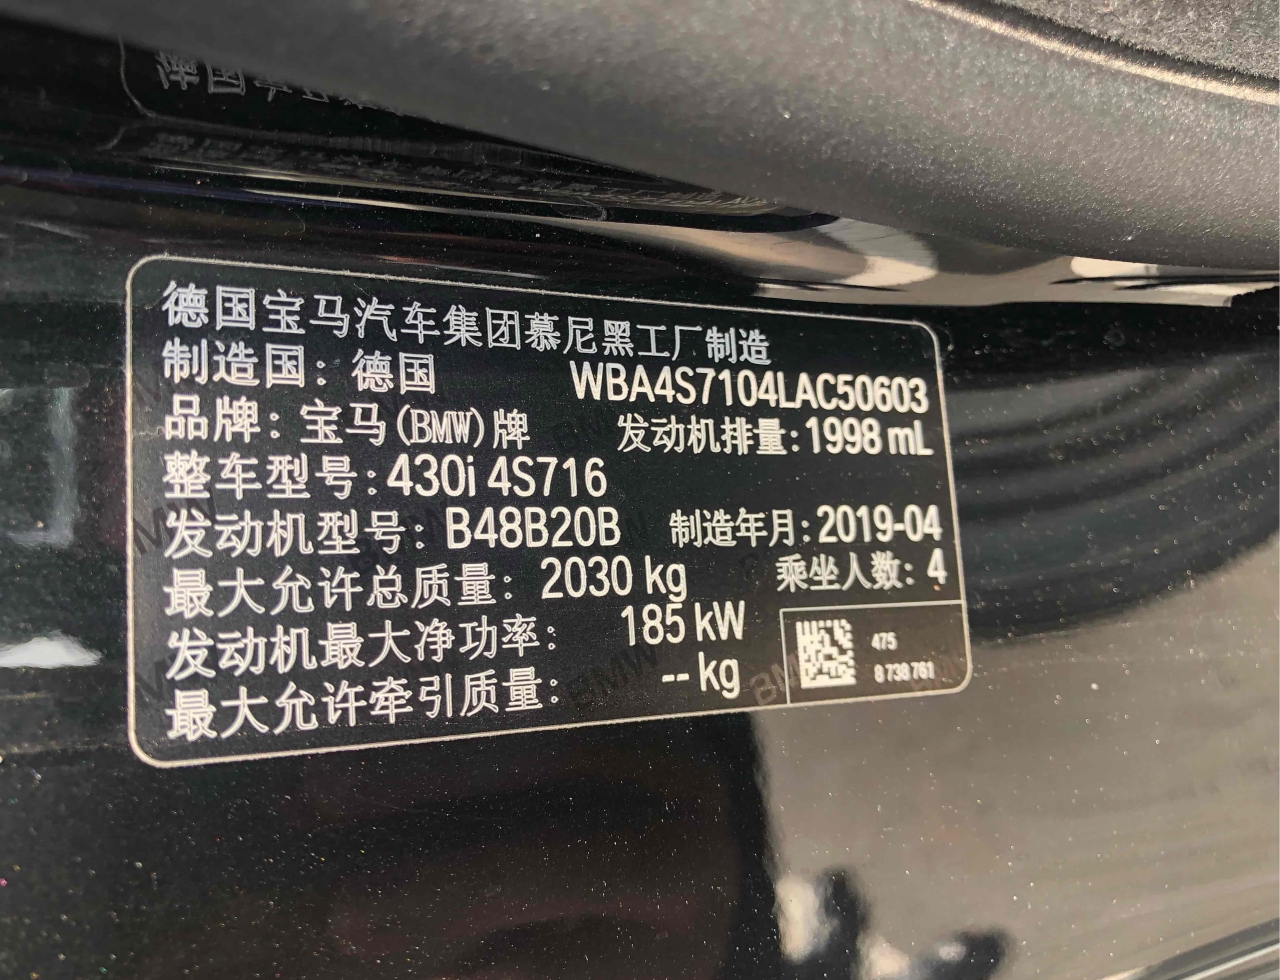 德国宝马汽车集团慕尼黑工厂制造
制造国：德国 WBA4S7104LAC50603
品牌：宝马(BMW)牌 发动机排量：1998 mL
整车型号：430i 4S716
发动机型号：B48B20B 制造年月：2019-04
最大允许总质量：2030 kg 乘坐人数：4
发动机最大净功率：185 kW
最大允许牵引质量：-- kg
475
8 738 761